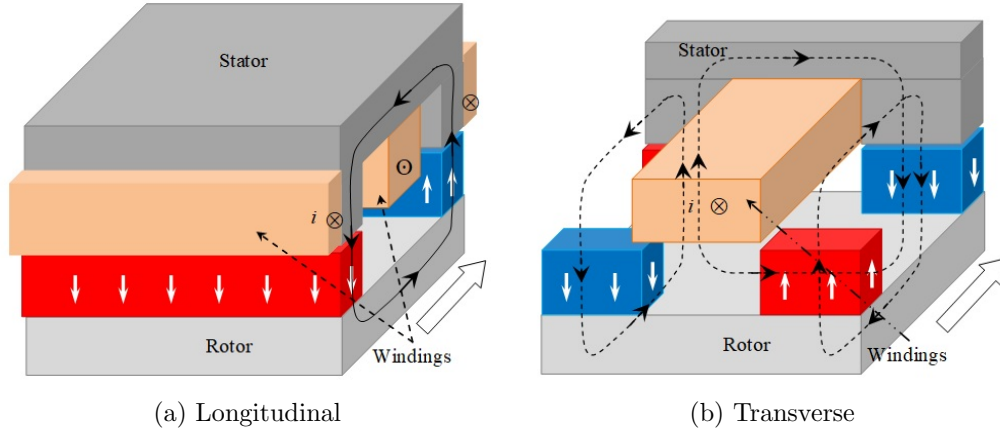 Stator
i ⊗
⊙
⊗
Rotor
Windings
(a) Longitudinal
Stator
i ⊗
Rotor
Windings
(b) Transverse